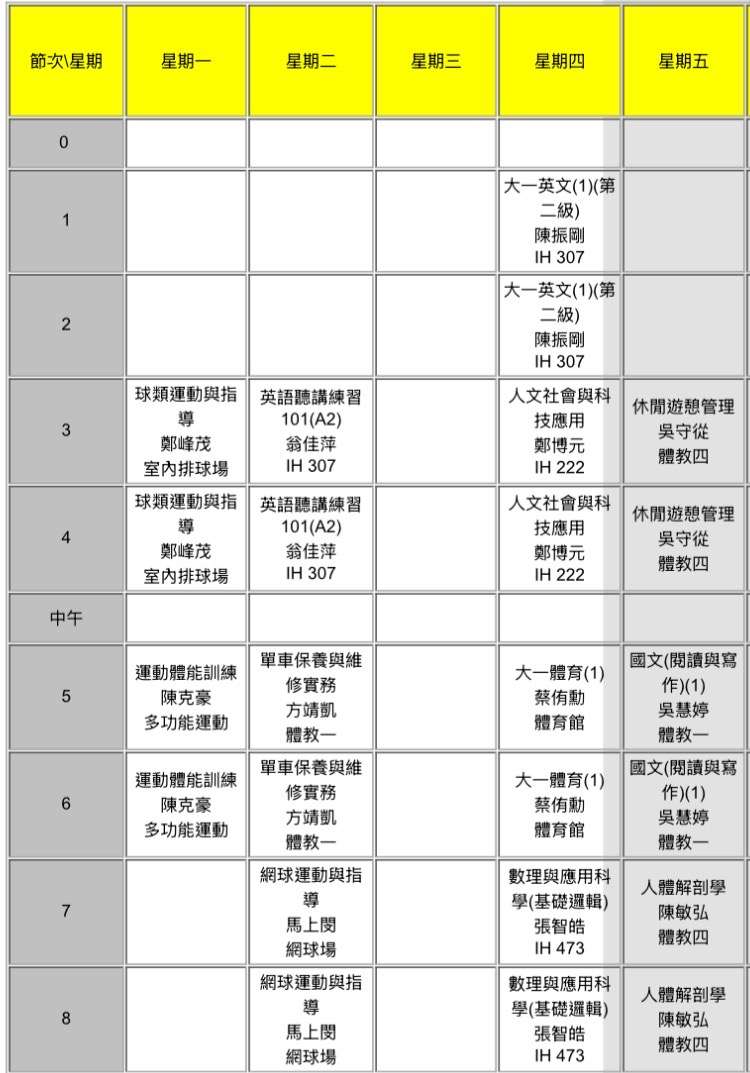 節次\星期 星期一 星期二 星期三 星期四 星期五
0
1
大一英文(1)(第
二級)
陳振剛
IH 307
2
大一英文(1)(第
二級)
陳振剛
IH 307
3
球類運動與指
導
鄭峰茂
室內排球場
英語聽講練習
101(A2)
翁佳萍
IH 307
人文社會與科
技應用
鄭博元
IH 222
休閒遊憩管理
吳守從
體教四
4
球類運動與指
導
鄭峰茂
室內排球場
英語聽講練習
101(A2)
翁佳萍
IH 307
人文社會與科
技應用
鄭博元
IH 222
休閒遊憩管理
吳守從
體教四
中午
5
運動體能訓練
陳克豪
多功能運動
單車保養與維
修實務
方靖凱
體教一
大一體育(1)
蔡侑勳
體育館
國文(閱讀與寫
作)(1)
吳慧婷
體教一
6
運動體能訓練
陳克豪
多功能運動
單車保養與維
修實務
方靖凱
體教一
大一體育(1)
蔡侑勳
體育館
國文(閱讀與寫
作)(1)
吳慧婷
體教一
7
網球運動與指
導
馬上閔
網球場
數理與應用科
學(基礎邏輯)
張智皓
IH 473
人體解剖學
陳敏弘
體教四
8
網球運動與指
導
馬上閔
網球場
數理與應用科
學(基礎邏輯)
張智皓
IH 473
人體解剖學
陳敏弘
體教四